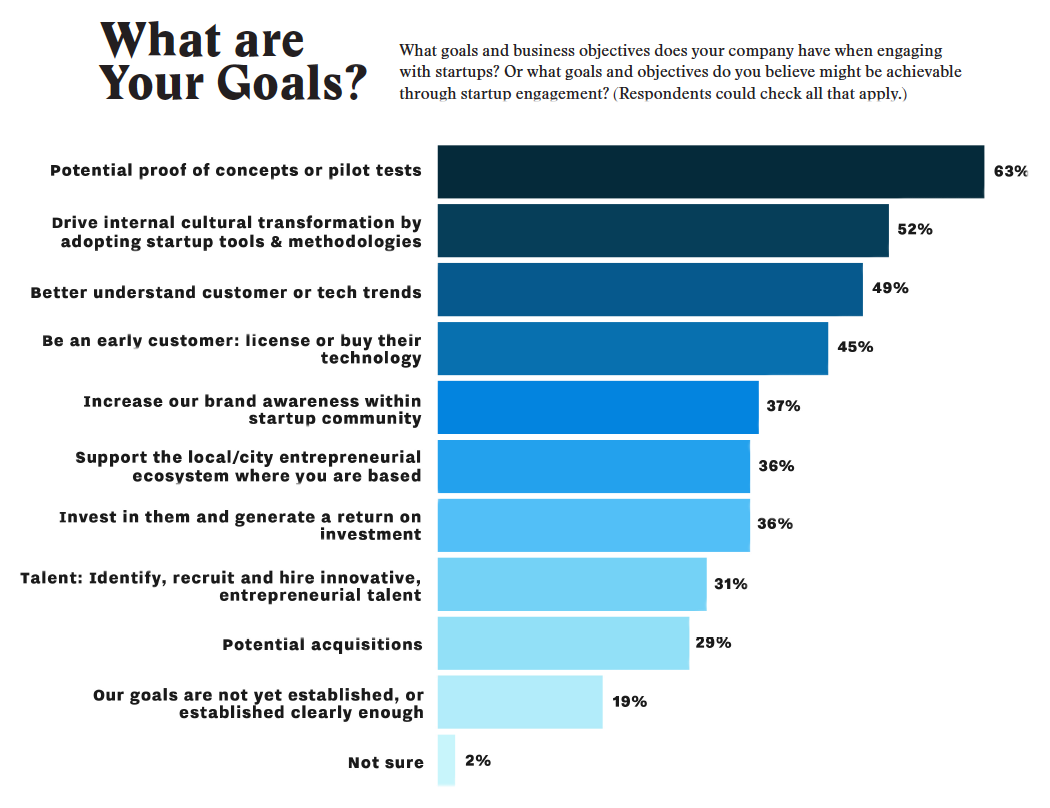 What are
Your Goals?
What goals and business objectives does your company have when engaging
with startups? Or what goals and objectives do you believe might be achievable
through startup engagement? (Respondents could check all that apply.)
Potential proof of concepts or pilot tests
63%
Drive internal cultural transformation by
adopting startup tools & methodologies
52%
Better understand customer or tech trends
49%
Be an early customer: license or buy their
technology
45%
Increase our brand awareness within
startup community
37%
Support the local/city entrepreneurial
ecosystem where you are based
36%
Invest in them and generate a return on
investment
36%
Talent: Identify, recruit and hire innovative,
entrepreneurial talent
31%
Potential acquisitions
29%
Our goals are not yet established, or
established clearly enough
19%
Not sure
2%